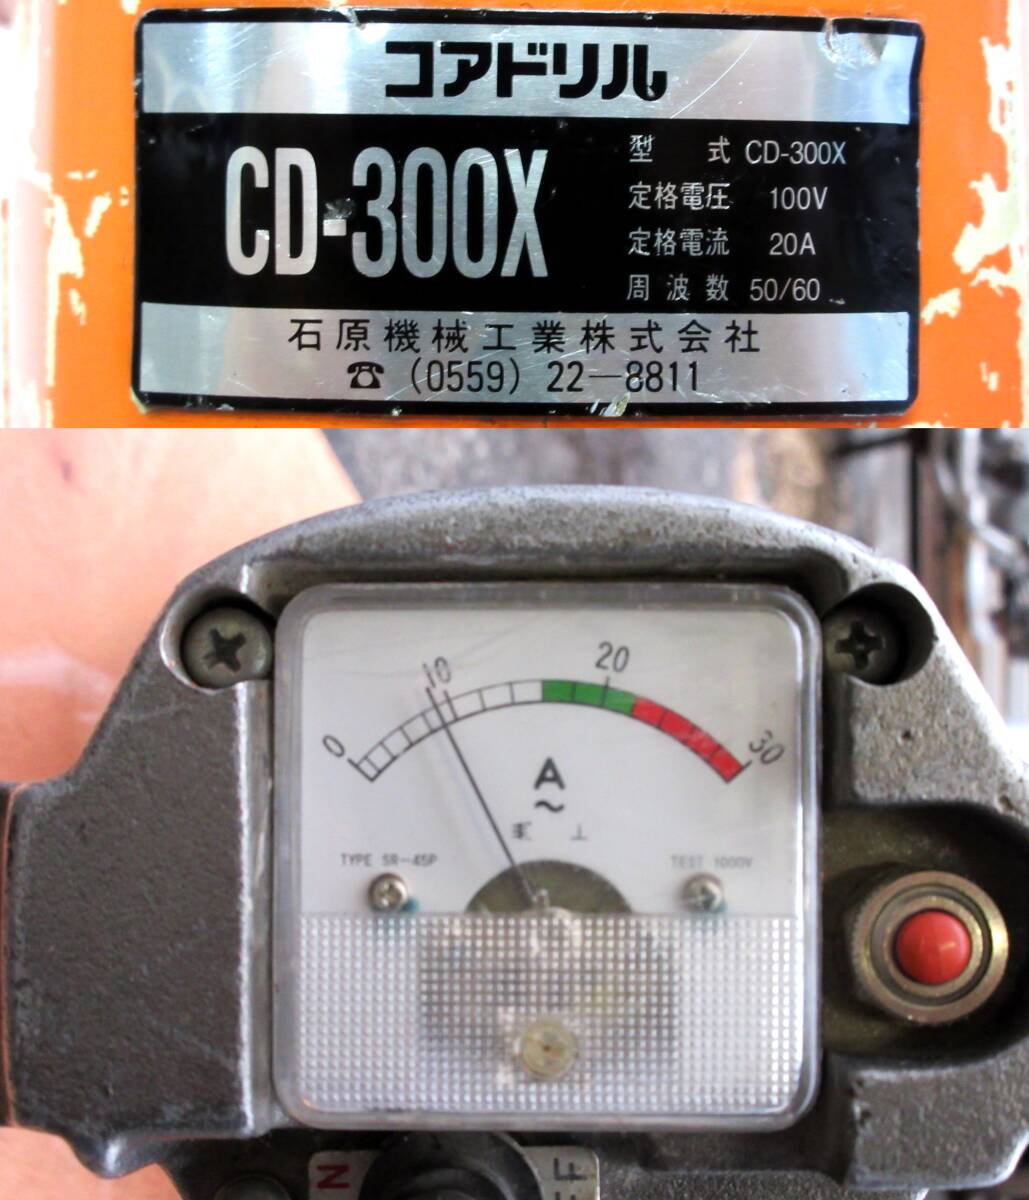 コアドリル
CD-300X
型式 CD-300X
定格電圧 100V
定格電流 20A
周波数 50/60
石原機械工業株式会社
☎ (0559) 22-8811
0 10 20 30
A
~
TYPE SR-45P
TEST 1000V
N
FF